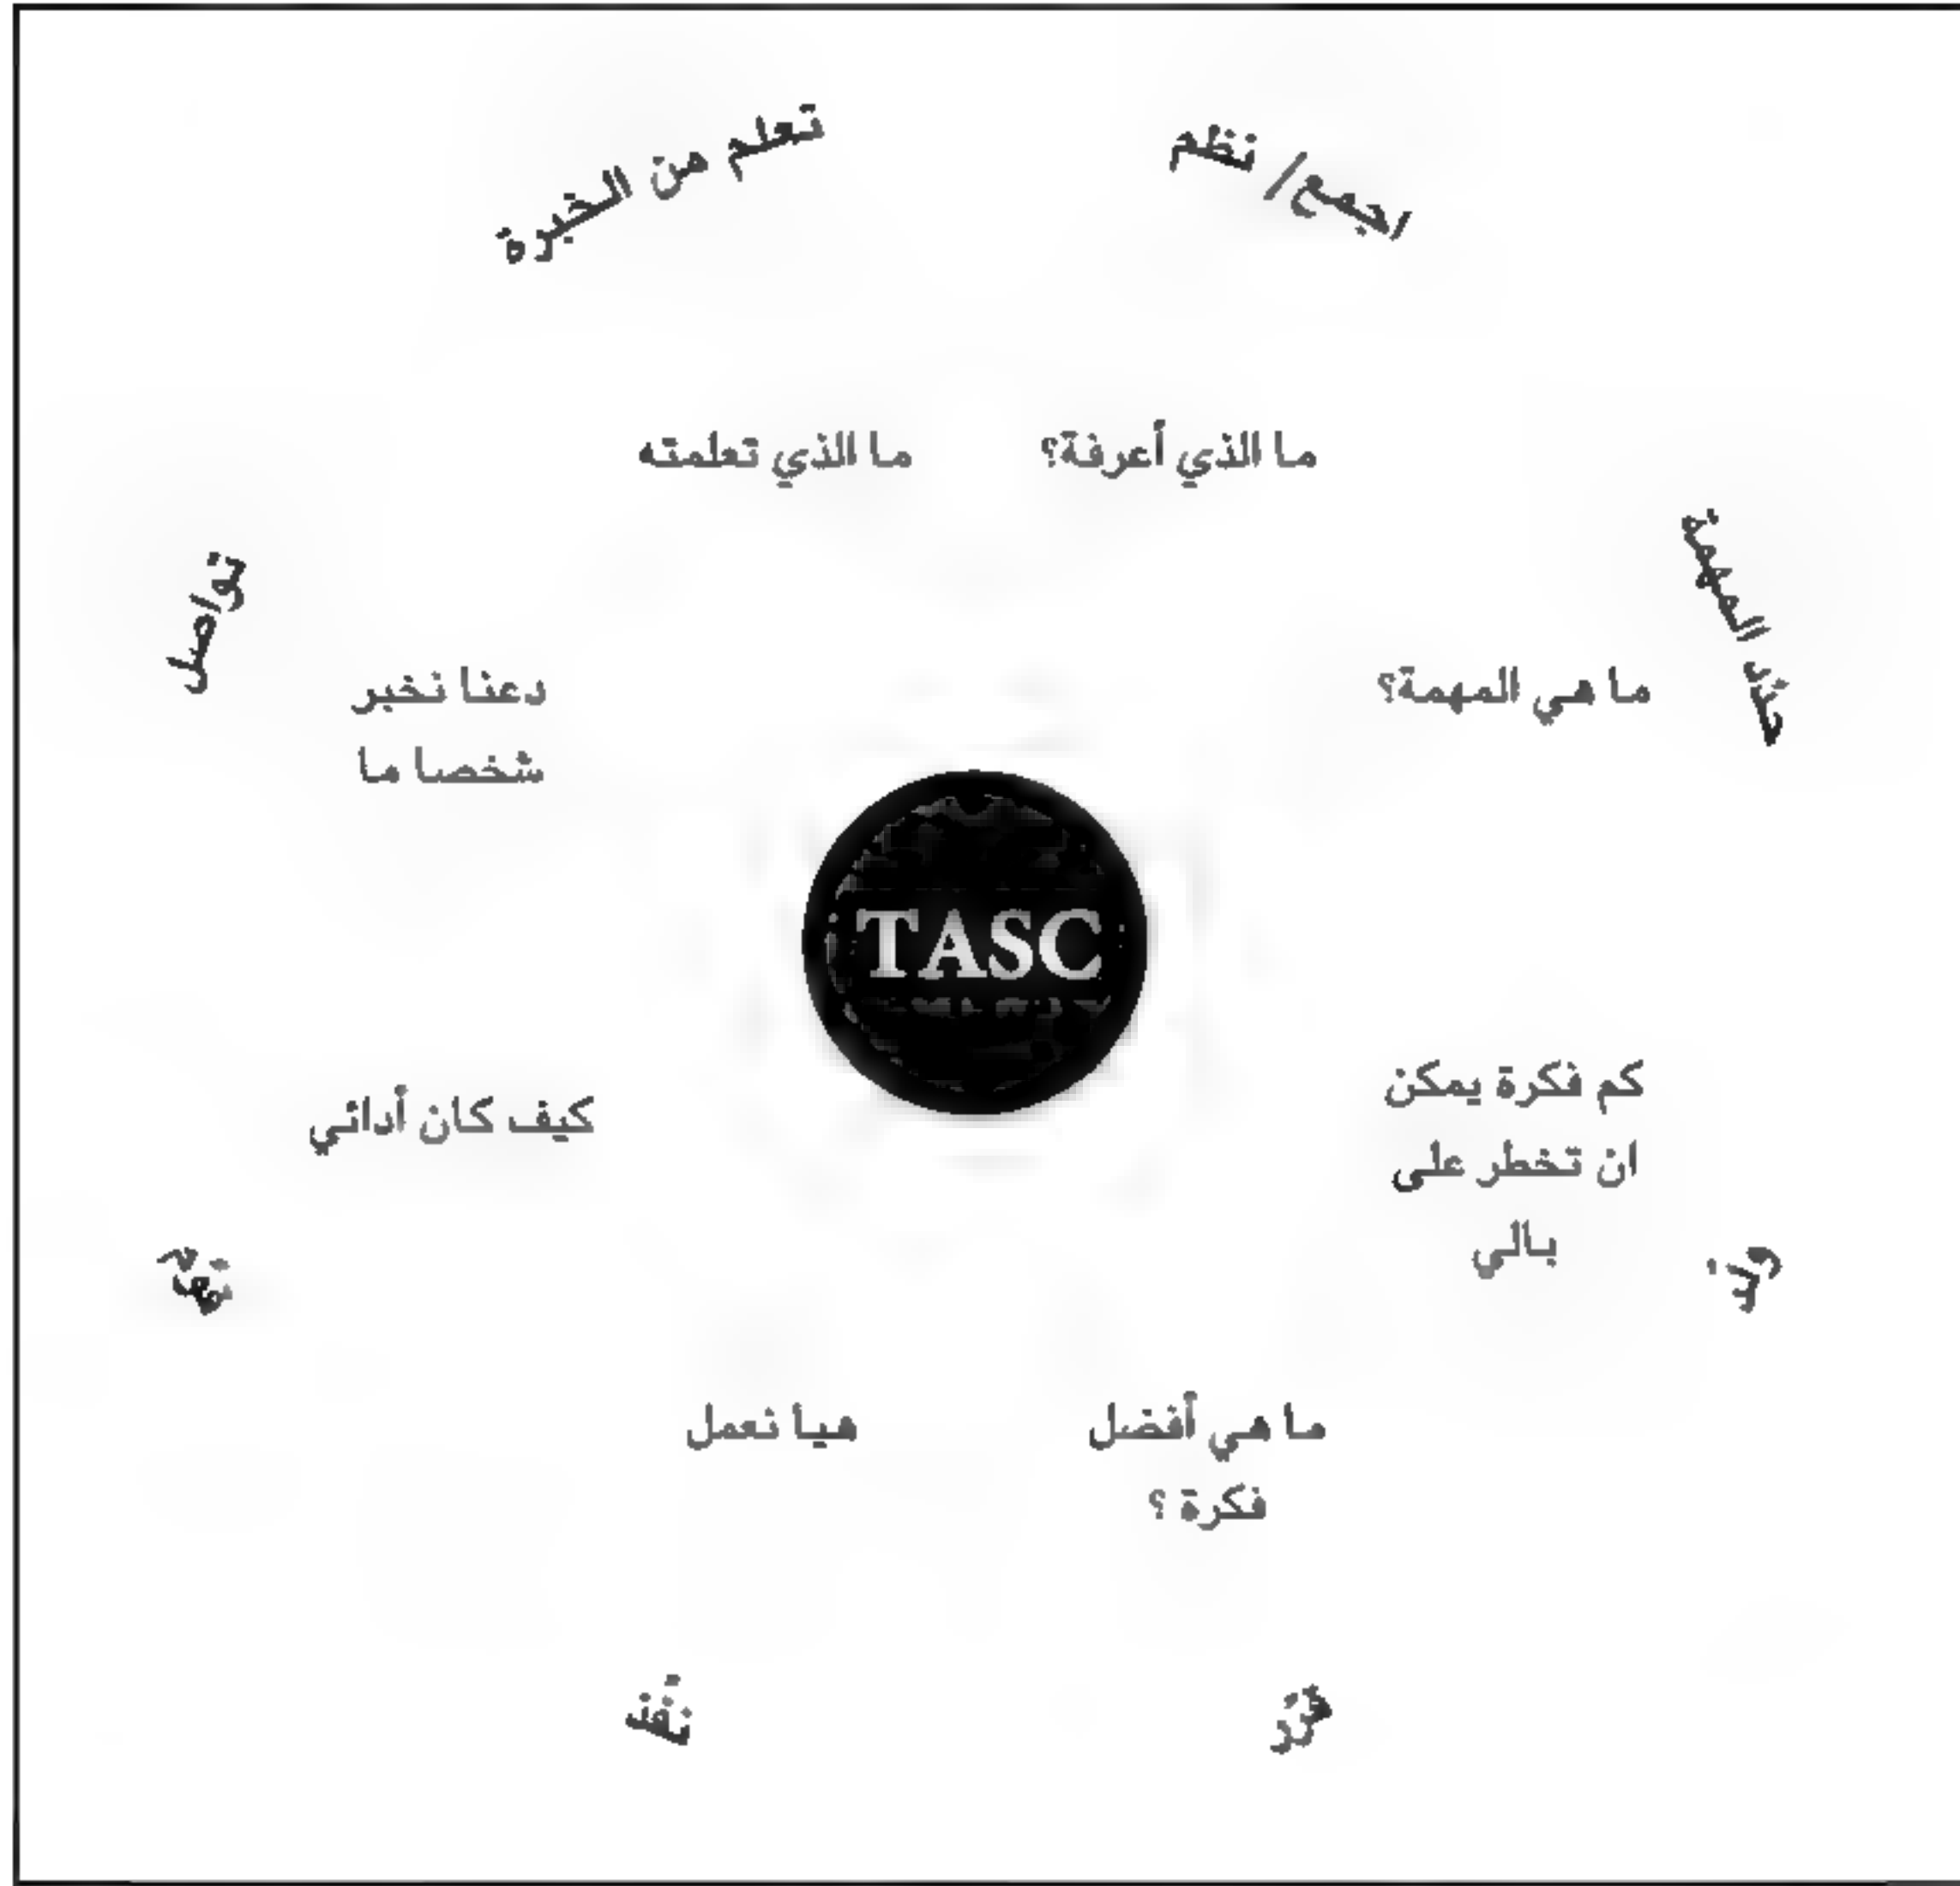 اجمع/ نظم
تعلم من الخبرة
ما الذي أعرفة؟
ما الذي تعلمته
حدّد المهمة
ما هي المهمة؟
تواصل
دعنا نخبر
شخصا ما
TASC
كم فكرة يمكن
ان تخطر على
بالي
ولّد
كيف كان أدائي
ما هي أفضل
فكرة ؟
هيا نعمل
قرّر
نفّذ